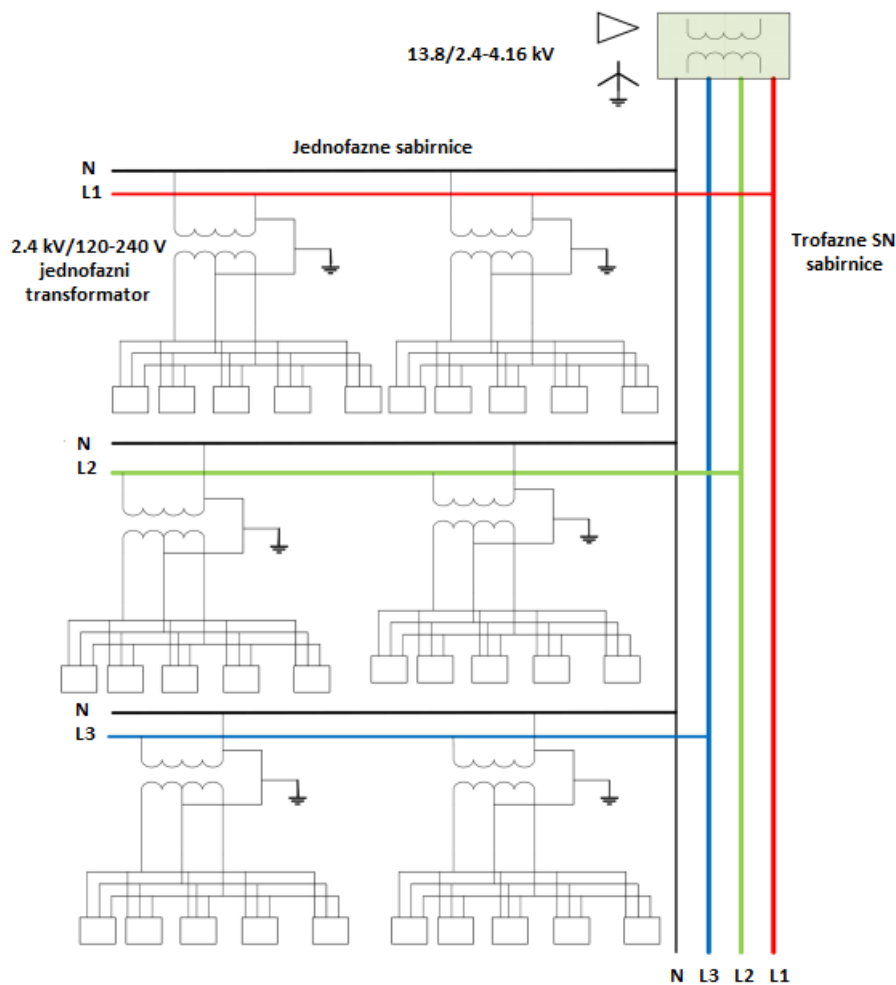 13.8/2.4-4.16 kV
Jednofazne sabirnice
N
L1
2.4 kV/120-240 V
jednofazni
transformator
Trofazne SN
sabirnice
N
L2
N
L3
N L3 L2 L1